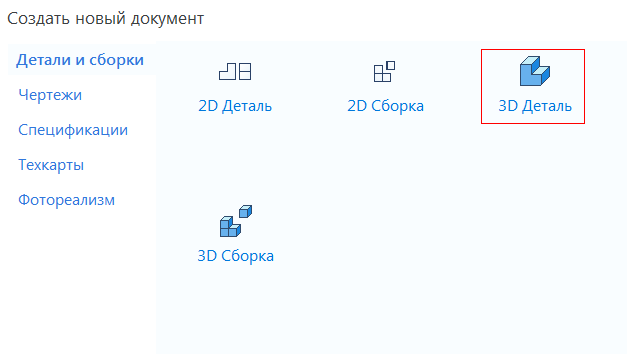 Создать новый документ
Детали и сборки
Чертежи
Спецификации
Техкарты
Фотореализм
2D Деталь
2D Сборка
3D Деталь
3D Сборка